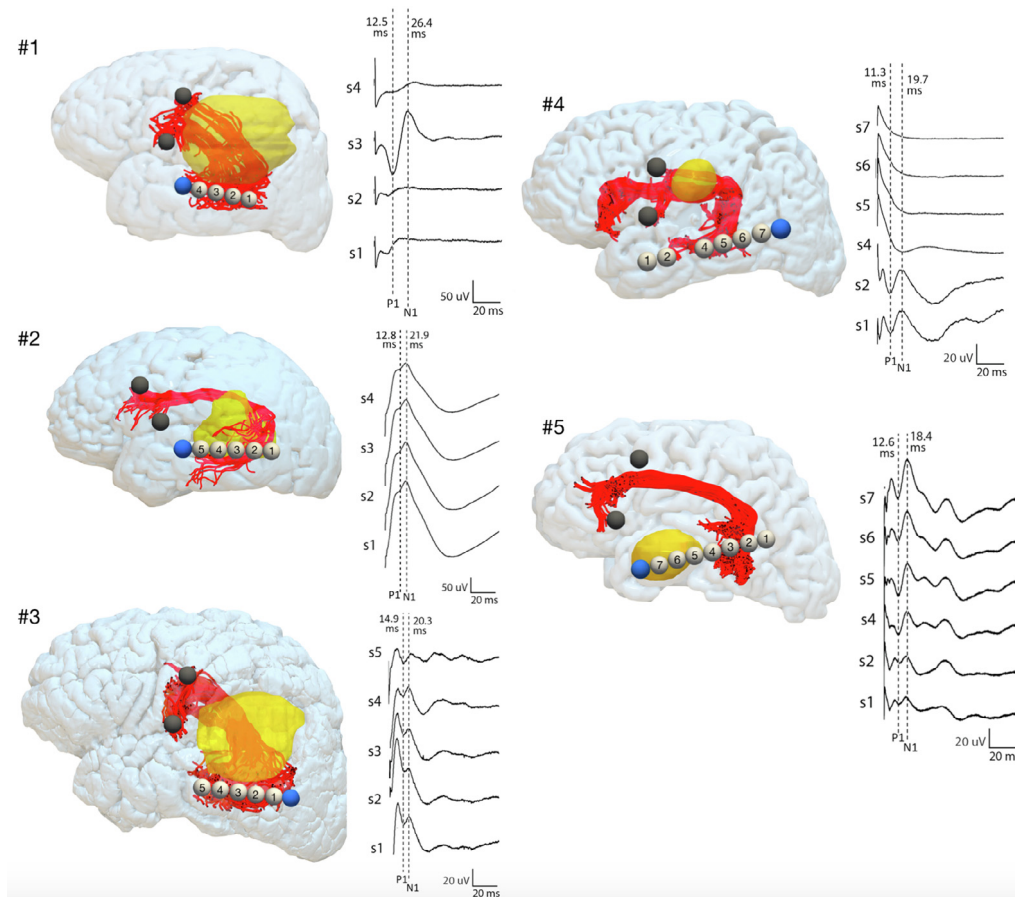 #1
12.5 ms
26.4 ms
s4
s3
s2
s1
4 3 2 1
P1
N1
50 uV
20 ms
#2
12.8 ms
21.9 ms
s4
s3
s2
s1
5 4 3 2 1
P1
N1
50 uV
20 ms
#3
14.9 ms
20.3 ms
s5
s4
s3
s2
s1
5 4 3 2 1
P1
N1
20 uV
20 ms
#4
11.3 ms
19.7 ms
s7
s6
s5
s4
s2
s1
1 2 4 5 6 7
P1
N1
20 uV
20 ms
#5
12.6 ms
18.4 ms
s7
s6
s5
s4
s2
s1
7 6 5 4 3 2 1
P1
N1
20 uV
20 ms